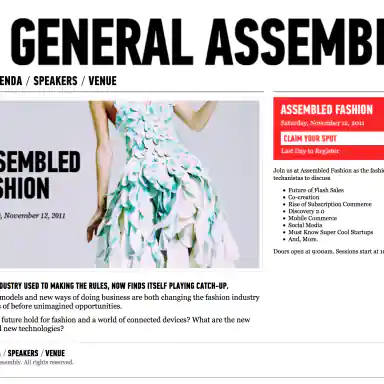 GENERAL ASSEMB
ENDA / SPEAKERS / VENUE
SEMBLED
SHION
y, November 12, 2011
ASSEMBLED FASHION
Saturday, November 12, 2011
CLAIM YOUR SPOT
Last Day to Register
Join us at Assembled Fashion as the fashio
techanistas to discuss
Future of Flash Sales
Co-creation
Rise of Subscription Commerce
Discovery 2.0
Mobile Commerce
Social Media
Must Know Super Cool Startups
And, More.
Doors open at 9:00am, Sessions start at 10
DUSTRY USED TO MAKING THE RULES, NOW FINDS ITSELF PLAYING CATCH-UP.
models and new ways of doing business are both changing the fashion industry
s of before unimagined opportunities.
future hold for fashion and a world of connected devices? What are the new
d new technologies?
/ SPEAKERS / VENUE
ssembly. All rights reserved.